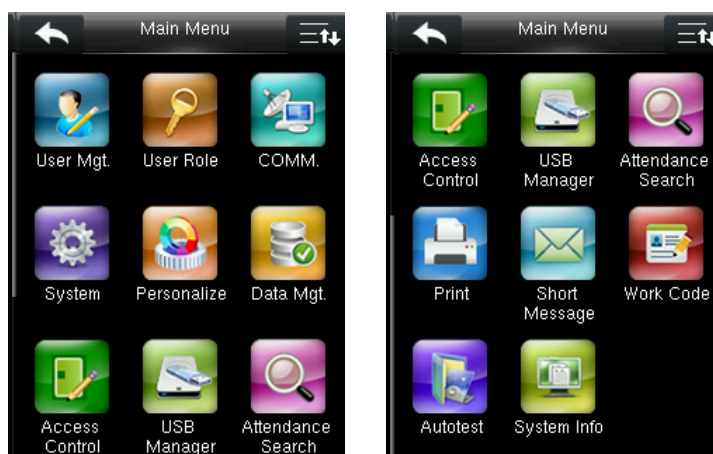 Main Menu
User Mgt.
User Role
COMM.
System
Personalize
Data Mgt.
Access
Control
USB
Manager
Attendance
Search
Main Menu
Access
Control
USB
Manager
Attendance
Search
Print
Short
Message
Work Code
Autotest
System Info